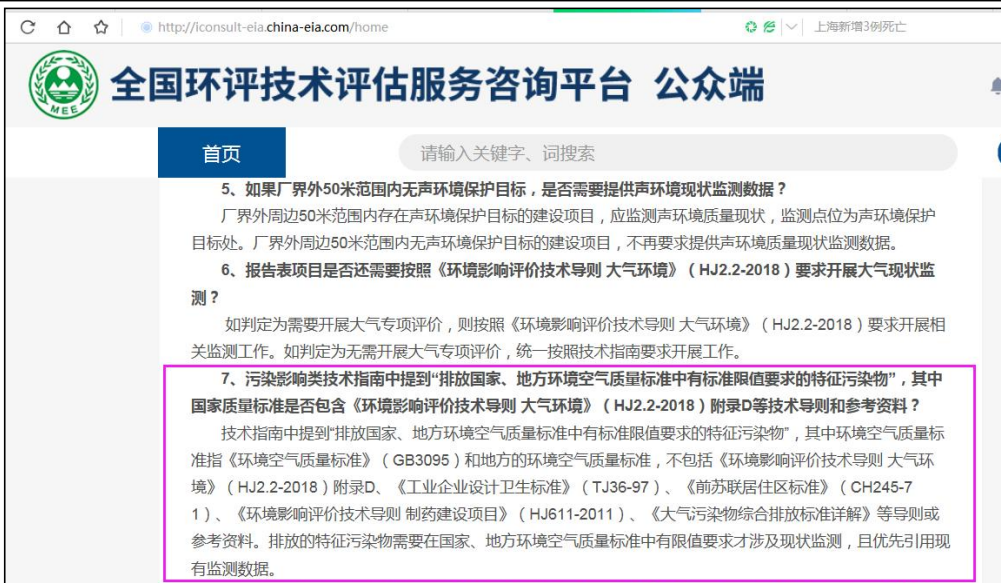 http://iconsult-eia.china-eia.com/home
上海新增3例死亡
MEE
全国环评技术评估服务咨询平台 公众端
首页
请输入关键字、词搜索
5、如果厂界外50米范围内无声环境保护目标，是否需要提供声环境现状监测数据？
厂界外周边50米范围内存在声环境保护目标的建设项目，应监测声环境质量现状，监测点位为声环境保护
目标处。厂界外周边50米范围内无声环境保护目标的建设项目，不再要求提供声环境质量现状监测数据。
6、报告表项目是否还需要按照《环境影响评价技术导则 大气环境》（HJ2.2-2018）要求开展大气现状监
测？
如判定为需要开展大气专项评价，则按照《环境影响评价技术导则 大气环境》（HJ2.2-2018）要求开展相
关监测工作。如判定为无需开展大气专项评价，统一按照技术指南要求开展工作。
7、污染影响类技术指南中提到“排放国家、地方环境空气质量标准中有标准限值要求的特征污染物”，其中
国家质量标准是否包含《环境影响评价技术导则 大气环境》（HJ2.2-2018）附录D等技术导则和参考资料？
技术指南中提到“排放国家、地方环境空气质量标准中有标准限值要求的特征污染物”，其中环境空气质量标
准指《环境空气质量标准》（GB3095）和地方的环境空气质量标准，不包括《环境影响评价技术导则 大气环
境》（HJ2.2-2018）附录D、《工业企业设计卫生标准》（TJ36-97）、《前苏联居住区标准》（CH245-7
1）、《环境影响评价技术导则 制药建设项目》（HJ611-2011）、《大气污染物综合排放标准详解》等导则或
参考资料。排放的特征污染物需要在国家、地方环境空气质量标准中有限值要求才涉及现状监测，且优先引用现
有监测数据。